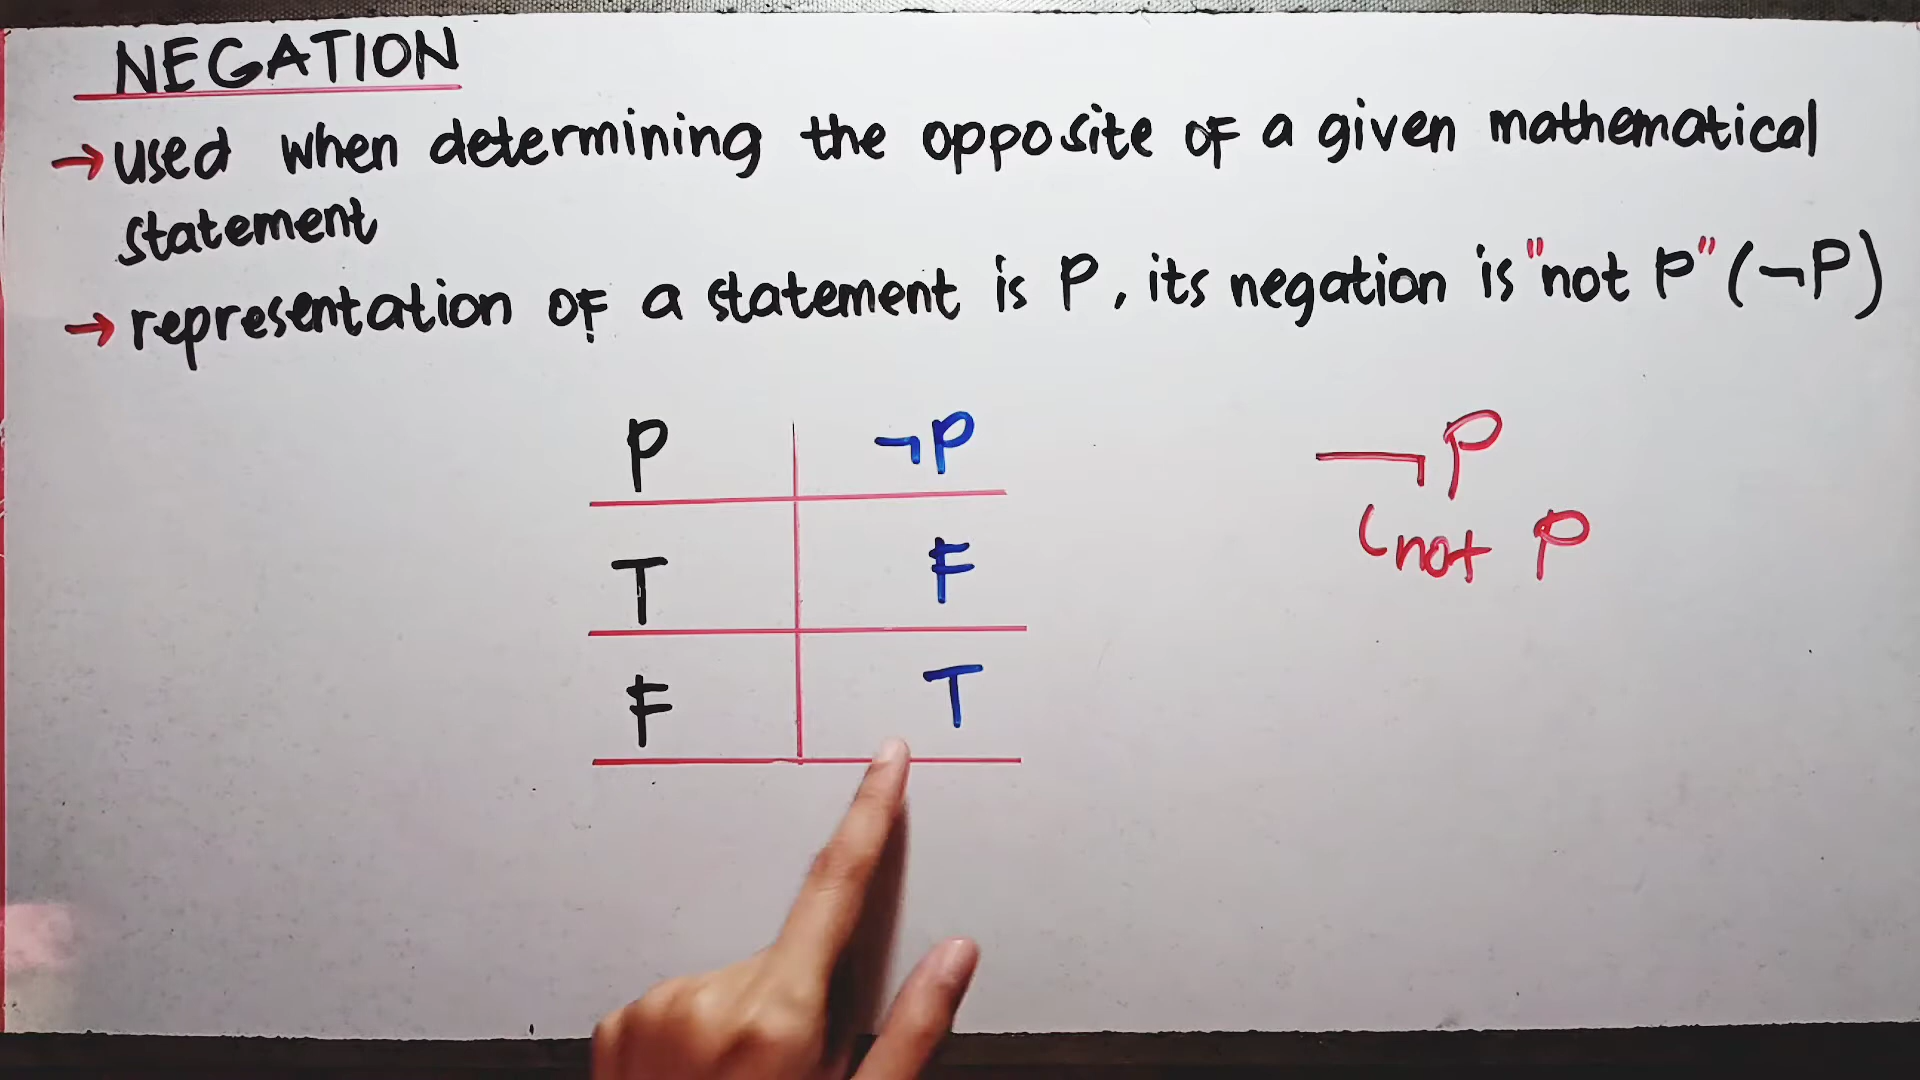 NEGATION
→ used when determining the opposite of a given mathematical
statement
→ representation of a statement is P, its negation is "not P" (¬P)
P ¬P
T F
F T
¬P
(not P